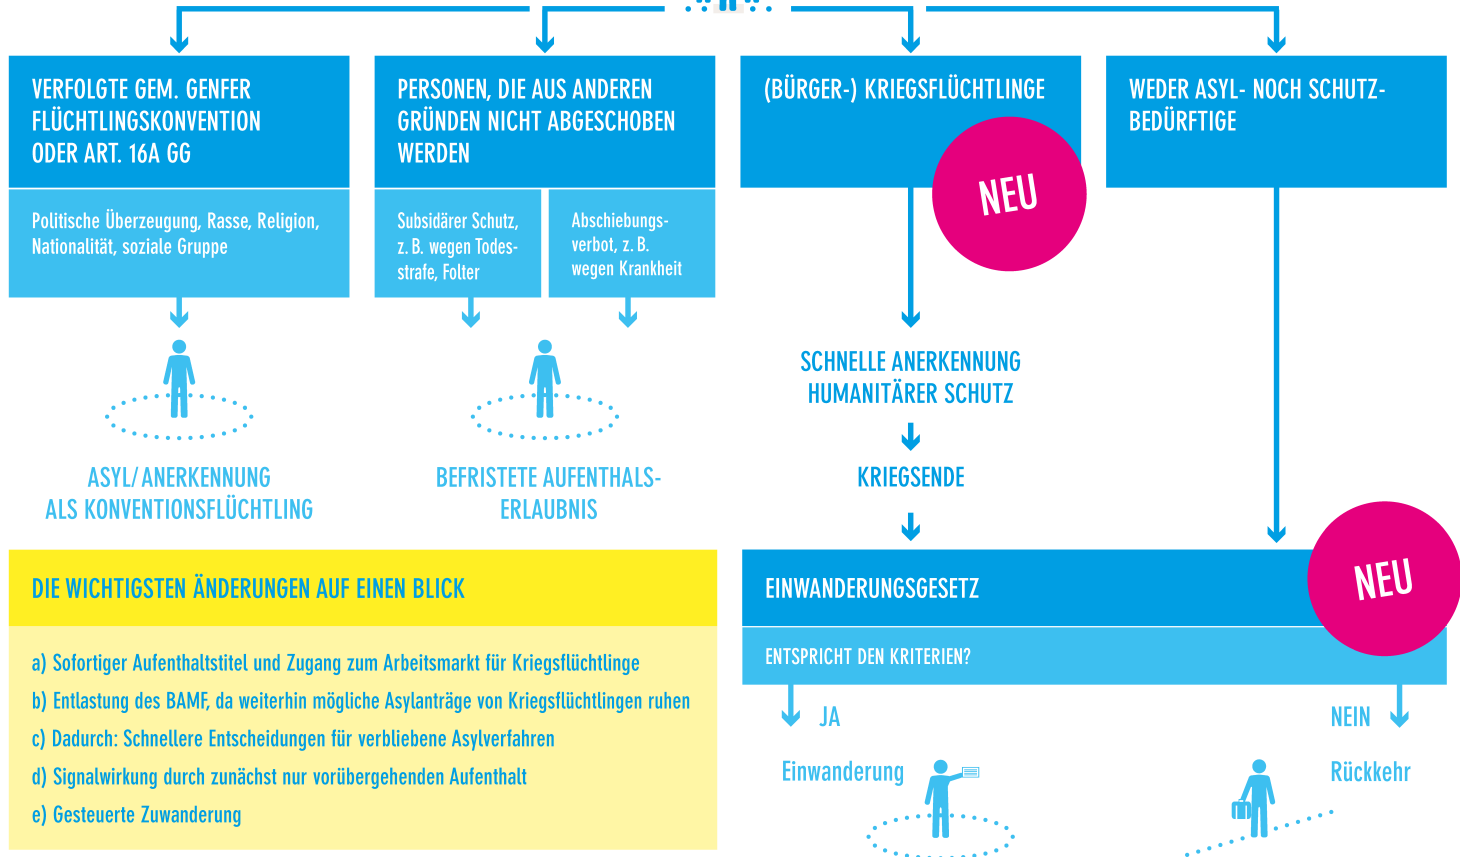 VERFOLGTE GEM. GENFER
FLÜCHTLINGSKONVENTION
ODER ART. 16A GG
Politische Überzeugung, Rasse, Religion,
Nationalität, soziale Gruppe
ASYL/ANERKENNUNG
ALS KONVENTIONSFLÜCHTLING
PERSONEN, DIE AUS ANDEREN
GRÜNDEN NICHT ABGESCHOBEN
WERDEN
Subsidärer Schutz,
z. B. wegen Todes-
strafe, Folter
Abschiebungs-
verbot, z. B.
wegen Krankheit
BEFRISTETE AUFENTHALS-
ERLAUBNIS
(BÜRGER-) KRIEGSFLÜCHTLINGE
NEU
SCHNELLE ANERKENNUNG
HUMANITÄRER SCHUTZ
KRIEGSENDE
WEDER ASYL- NOCH SCHUTZ-
BEDÜRFTIGE
DIE WICHTIGSTEN ÄNDERUNGEN AUF EINEN BLICK
a) Sofortiger Aufenthaltstitel und Zugang zum Arbeitsmarkt für Kriegsflüchtlinge
b) Entlastung des BAMF, da weiterhin mögliche Asylanträge von Kriegsflüchtlingen ruhen
c) Dadurch: Schnellere Entscheidungen für verbliebene Asylverfahren
d) Signalwirkung durch zunächst nur vorübergehenden Aufenthalt
e) Gesteuerte Zuwanderung
EINWANDERUNGSGESETZ
NEU
ENTSPRICHT DEN KRITERIEN?
JA
Einwanderung
NEIN
Rückkehr